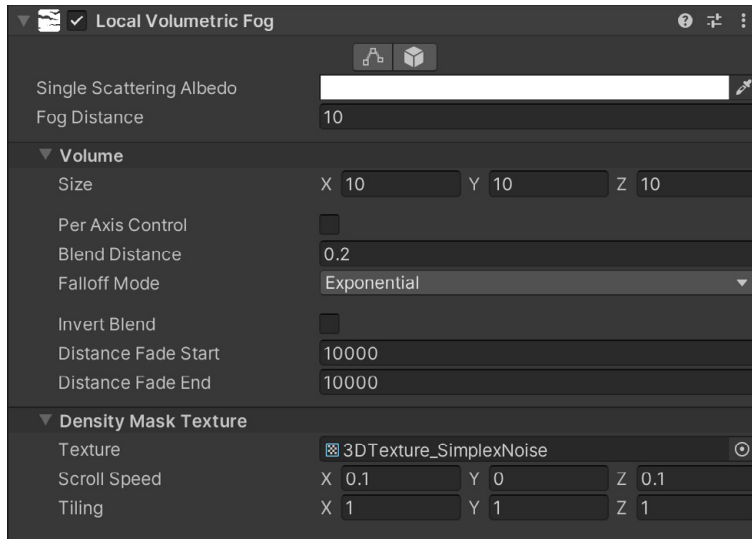 Local Volumetric Fog
Single Scattering Albedo
Fog Distance 10
Volume
Size X 10 Y 10 Z 10
Per Axis Control
Blend Distance 0.2
Falloff Mode Exponential
Invert Blend
Distance Fade Start 10000
Distance Fade End 10000
Density Mask Texture
Texture 3DTexture_SimplexNoise
Scroll Speed X 0.1 Y 0 Z 0.1
Tiling X 1 Y 1 Z 1